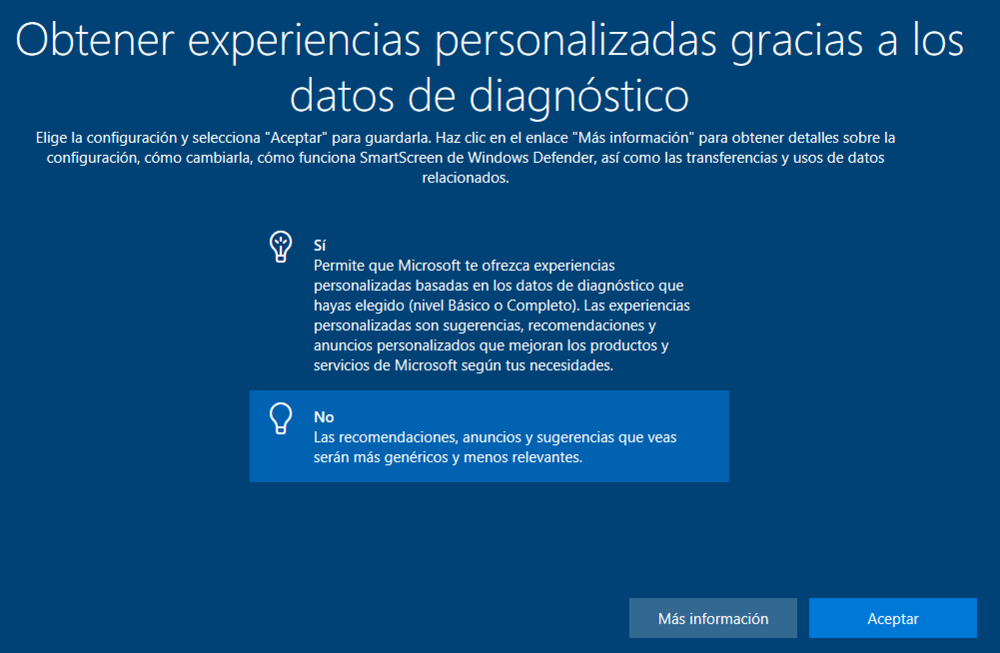 Obtener experiencias personalizadas gracias a los
datos de diagnóstico
Elige la configuración y selecciona "Aceptar" para guardarla. Haz clic en el enlace "Más información" para obtener detalles sobre la
configuración, cómo cambiarla, cómo funciona SmartScreen de Windows Defender, así como las transferencias y usos de datos
relacionados.
Sí
Permite que Microsoft te ofrezca experiencias
personalizadas basadas en los datos de diagnóstico que
hayas elegido (nivel Básico o Completo). Las experiencias
personalizadas son sugerencias, recomendaciones y
anuncios personalizados que mejoran los productos y
servicios de Microsoft según tus necesidades.
No
Las recomendaciones, anuncios y sugerencias que veas
serán más genéricos y menos relevantes.
Más información
Aceptar